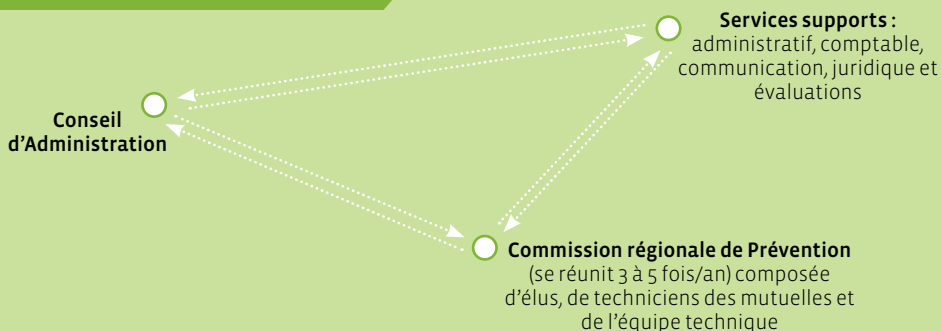 Services supports :
administratif, comptable,
communication, juridique et
évaluations
Conseil
d'Administration
Commission régionale de Prévention
(se réunit 3 à 5 fois/an) composée
d'élus, de techniciens des mutuelles et
de l'équipe technique